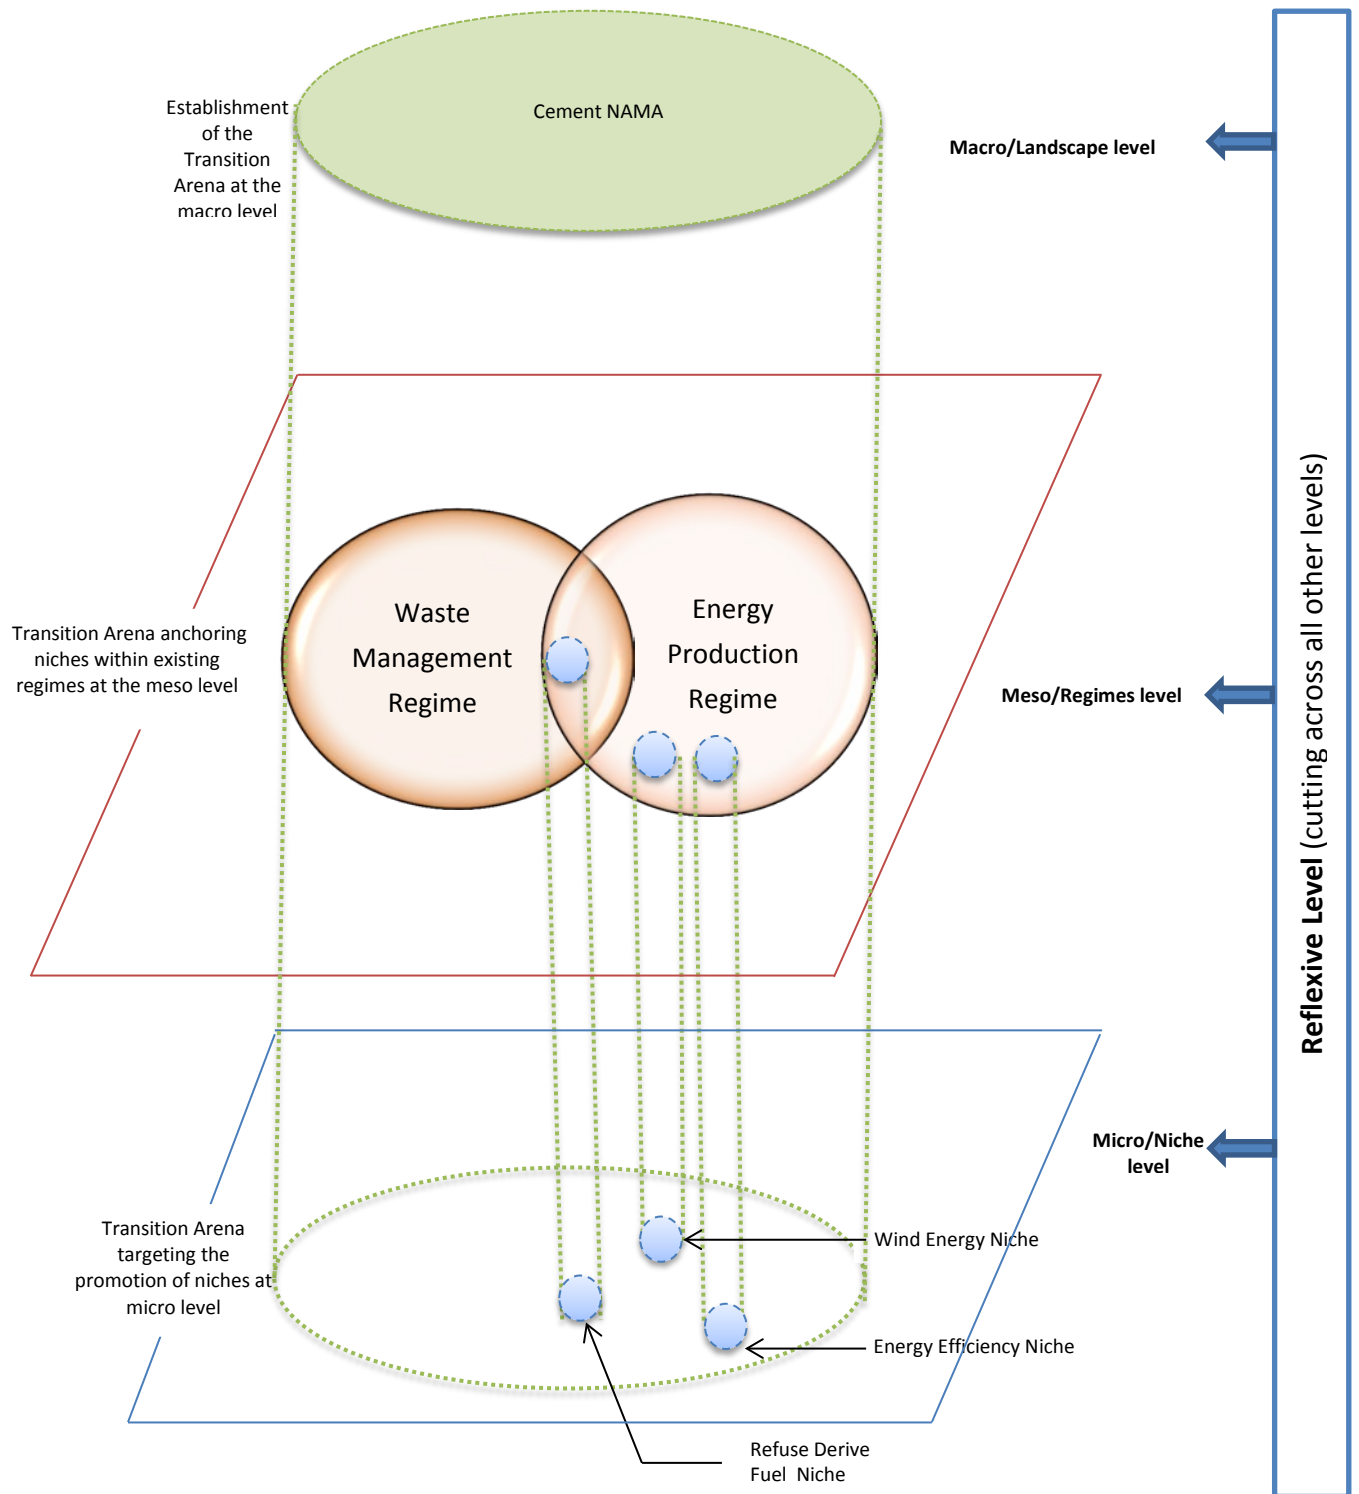 Cement NAMA
Establishment
of the
Transition
Arena at the
macro level
Macro/Landscape level
Waste
Management
Regime
Energy
Production
Regime
Transition Arena anchoring
niches within existing
regimes at the meso level
Meso/Regimes level
Reflexive Level (cutting across all other levels)
Micro/Niche
level
Transition Arena
targeting the
promotion of niches at
micro level
Wind Energy Niche
Energy Efficiency Niche
Refuse Derive
Fuel Niche